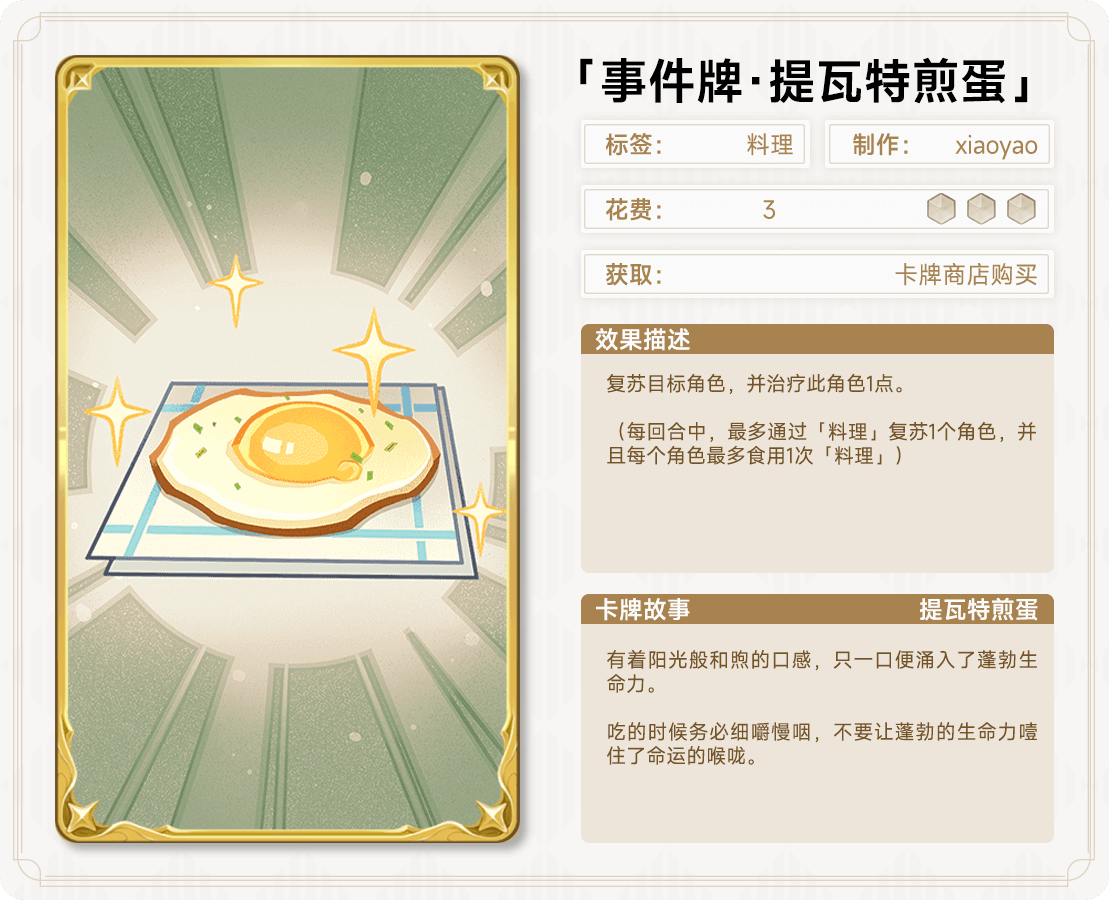 「事件牌·提瓦特煎蛋」
标签： 料理
制作： xiaoyao
花费： 3
获取： 卡牌商店购买
效果描述
复苏目标角色，并治疗此角色1点。
（每回合中，最多通过「料理」复苏1个角色，并
且每个角色最多食用1次「料理」）
卡牌故事 提瓦特煎蛋
有着阳光般和煦的口感，只一口便涌入了蓬勃生
命力。
吃的时候务必细嚼慢咽，不要让蓬勃的生命力噎
住了命运的喉咙。